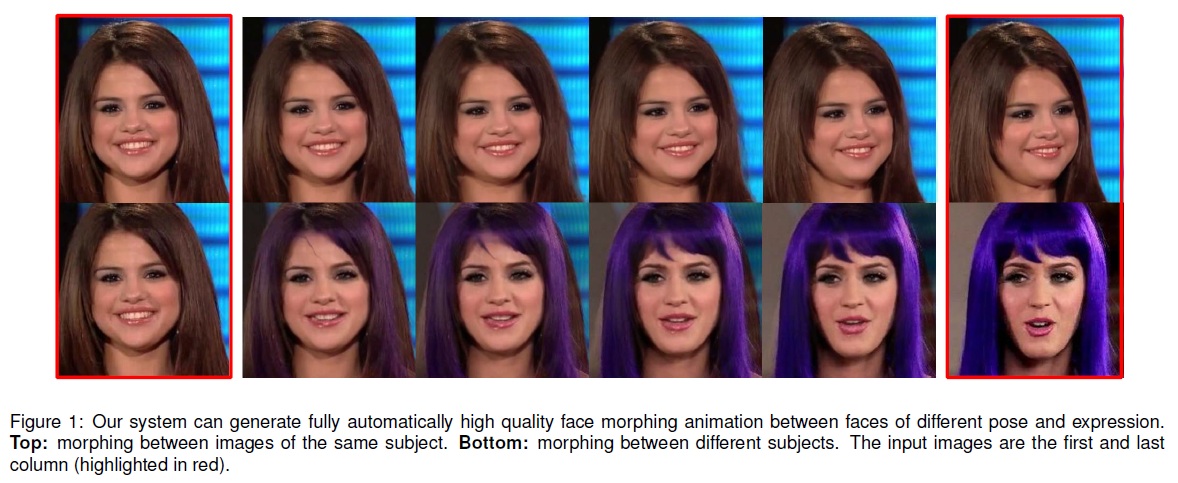 Figure 1: Our system can generate fully automatically high quality face morphing animation between faces of different pose and expression.
Top: morphing between images of the same subject. Bottom: morphing between different subjects. The input images are the first and last
column (highlighted in red).